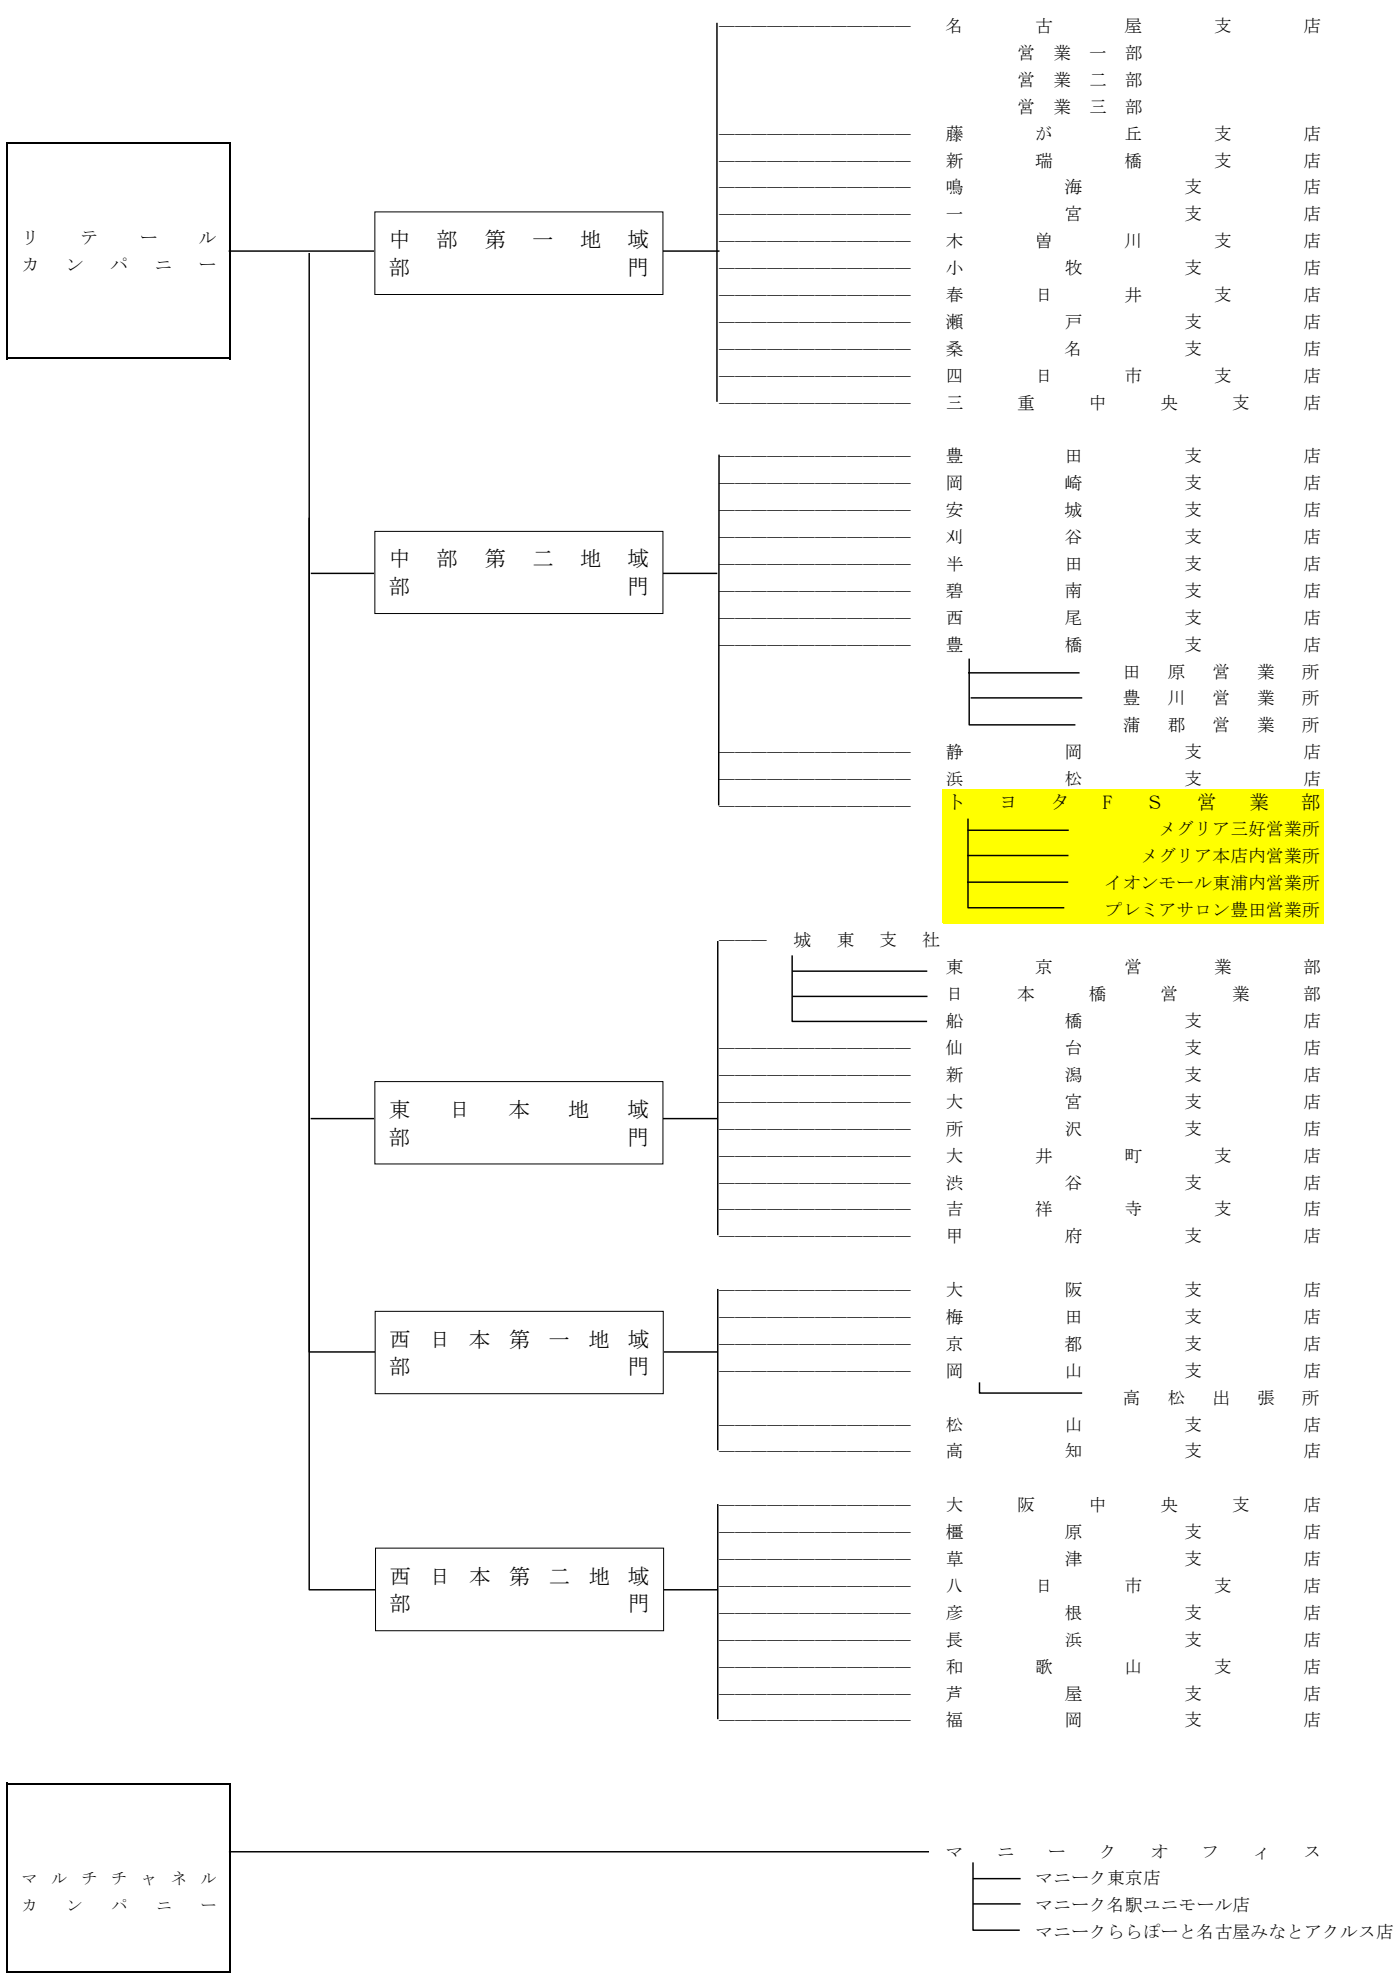 リテール
カンパニー
中部第一地域
部門
名古屋支店
営業一部
営業二部
営業三部
藤が丘支店
新瑞橋支店
鳴海支店
一宮支店
木曽川支店
小牧支店
春日井支店
瀬戸支店
桑名支店
四日市支店
三重中央支店
中部第二地域
部門
豊田支店
岡崎支店
安城支店
刈谷支店
半田支店
碧南支店
西尾支店
豊橋支店
田原営業所
豊川営業所
蒲郡営業所
静岡支店
浜松支店
トヨタFS営業部
メグリア三好営業所
メグリア本店内営業所
イオンモール東浦内営業所
プレミアサロン豊田営業所
東日本地域
部門
城東支社
東京営業部
日本橋営業部
船橋支店
仙台支店
新潟支店
大宮支店
所沢支店
大井町支店
渋谷支店
吉祥寺支店
甲府支店
西日本第一地域
部門
大阪支店
梅田支店
京都支店
岡山支店
高松出張所
松山支店
高知支店
西日本第二地域
部門
大阪中央支店
橿原支店
草津支店
八日市支店
彦根支店
長浜支店
和歌山支店
芦屋支店
福岡支店
マルチチャネル
カンパニー
マニークオフィス
マニーク東京店
マニーク名駅ユニモール店
マニークららぽーと名古屋みなとアクルス店